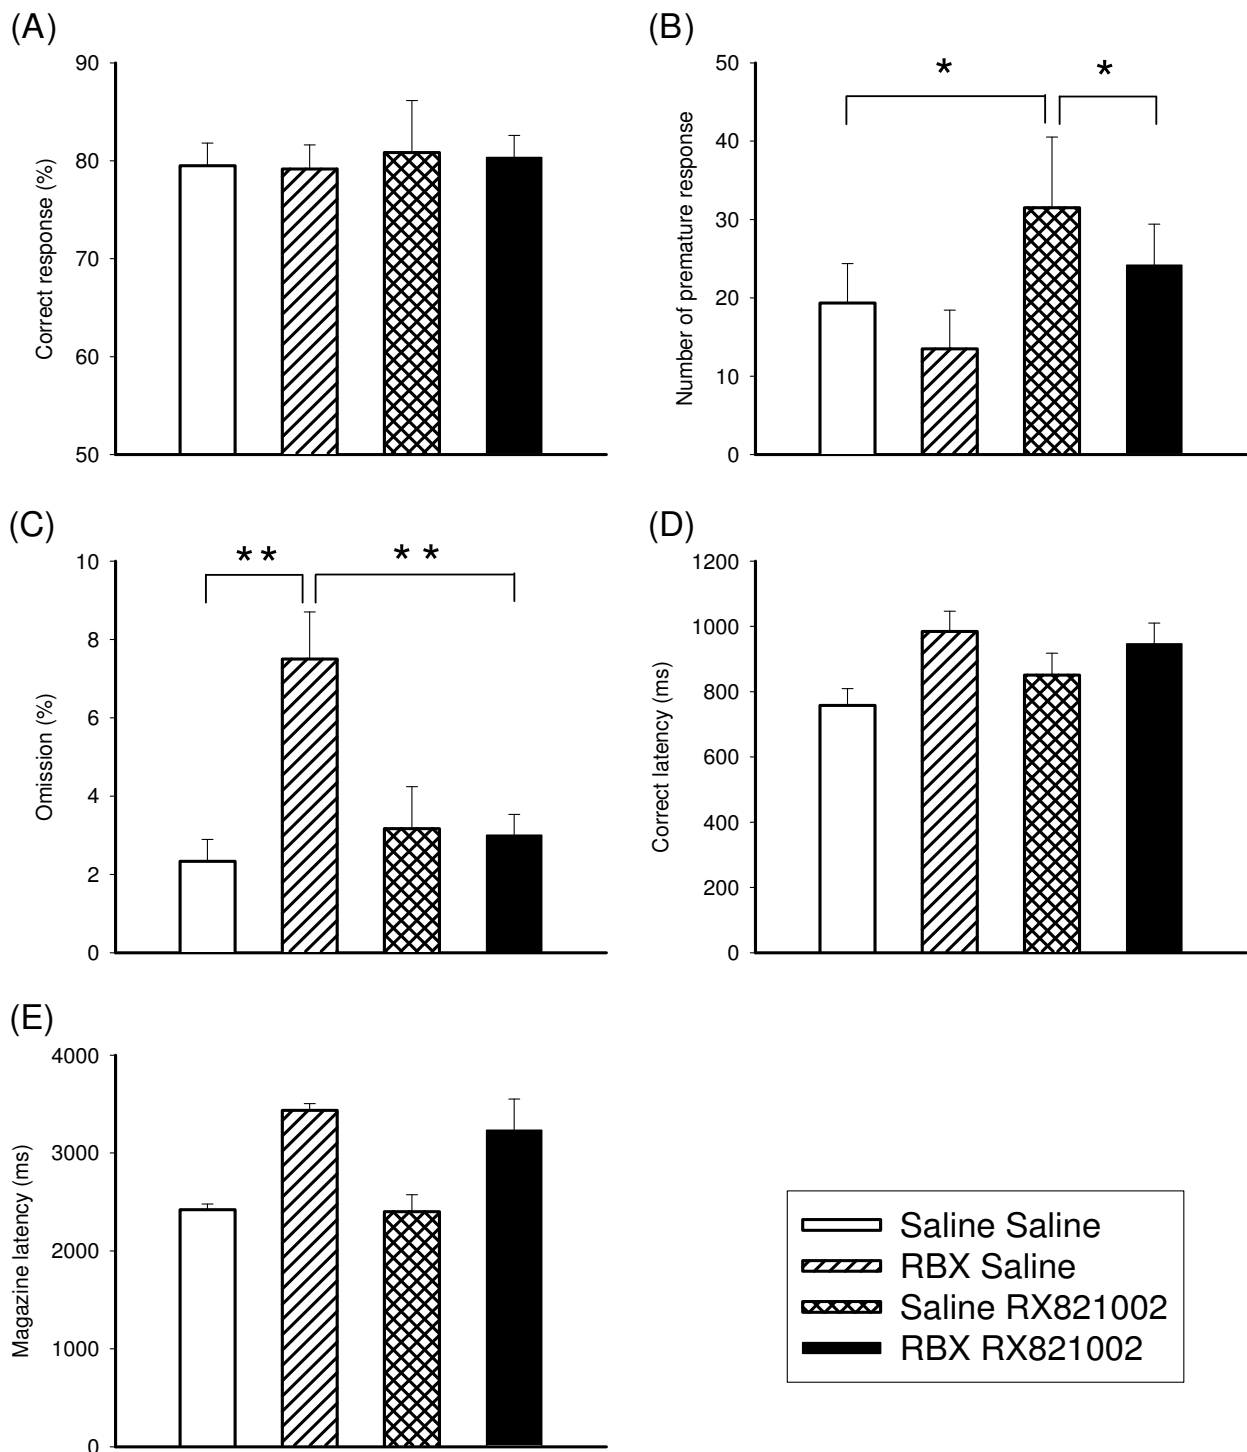 (A)
90
80
70
60
50
Correct response (%)
(B)
50
40
30
20
10
0
Number of premature response
* *
(C)
10
8
6
4
2
0
Omission (%)
** **
(D)
1200
1000
800
600
400
200
0
Correct latency (ms)
(E)
4000
3000
2000
1000
0
Magazine latency (ms)
Saline Saline
RBX Saline
Saline RX821002
RBX RX821002